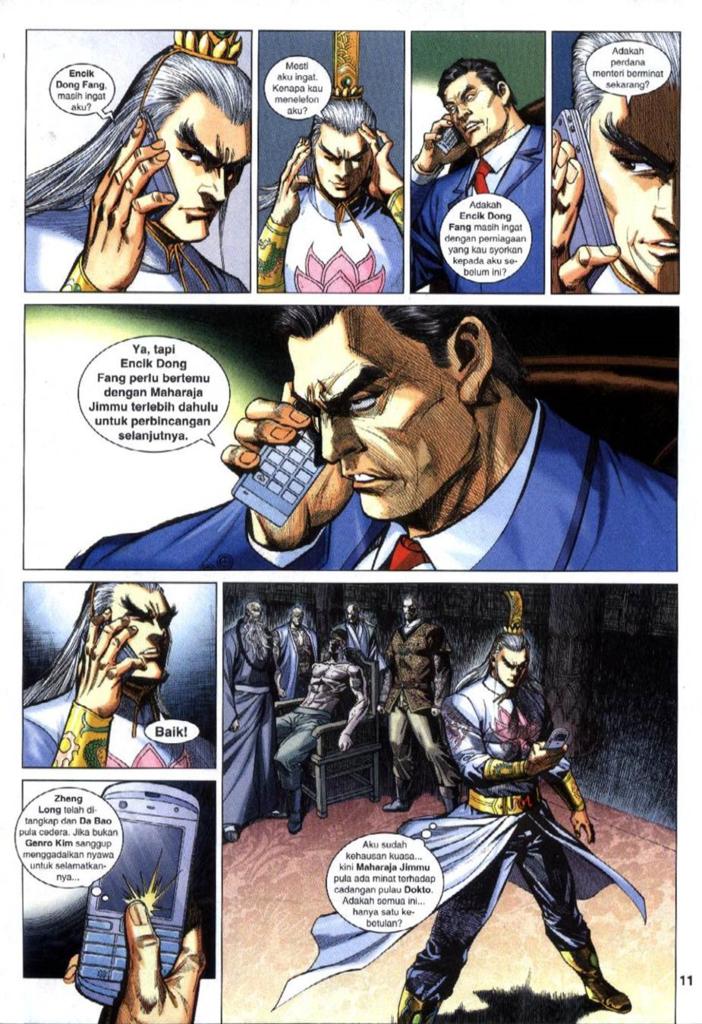 Encik
Dong Fang,
masih ingat
aku?
Mesti
aku ingat.
Kenapa kau
menelefon
aku?
Adakah
Encik Dong
Fang masih ingat
dengan perniagaan
yang kau syorkan
kepada aku se-
belum ini?
Adakah
perdana
menteri berminat
sekarang?
Ya, tapi
Encik Dong
Fang perlu bertemu
dengan Maharaja
Jimmu terlebih dahulu
untuk perbincangan
selanjutnya.
Baik!
Zheng
Long telah di-
tangkap dan Da Bao
pula cedera. Jika bukan
Genro Kim sanggup
menggadaikan nyawa
untuk selamatkan-
nya...
Aku sudah
kehausan kuasa...
kini Maharaja Jimmu
pula ada minat terhadap
cadangan pulau Dokto.
Adakah semua ini...
hanya satu ke-
betulan?
11